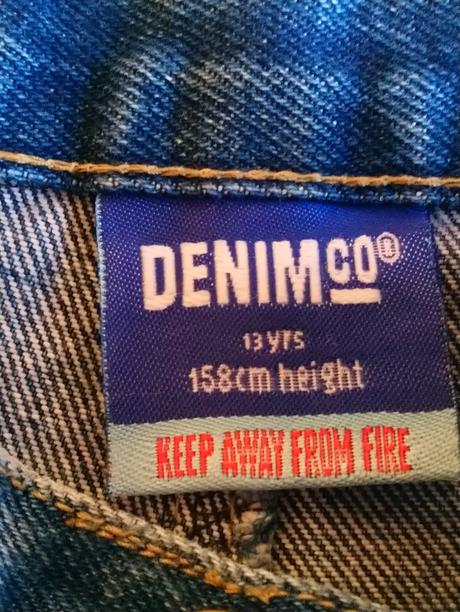 DENIMCO®
13 yrs
158cm height
KEEP AWAY FROM FIRE